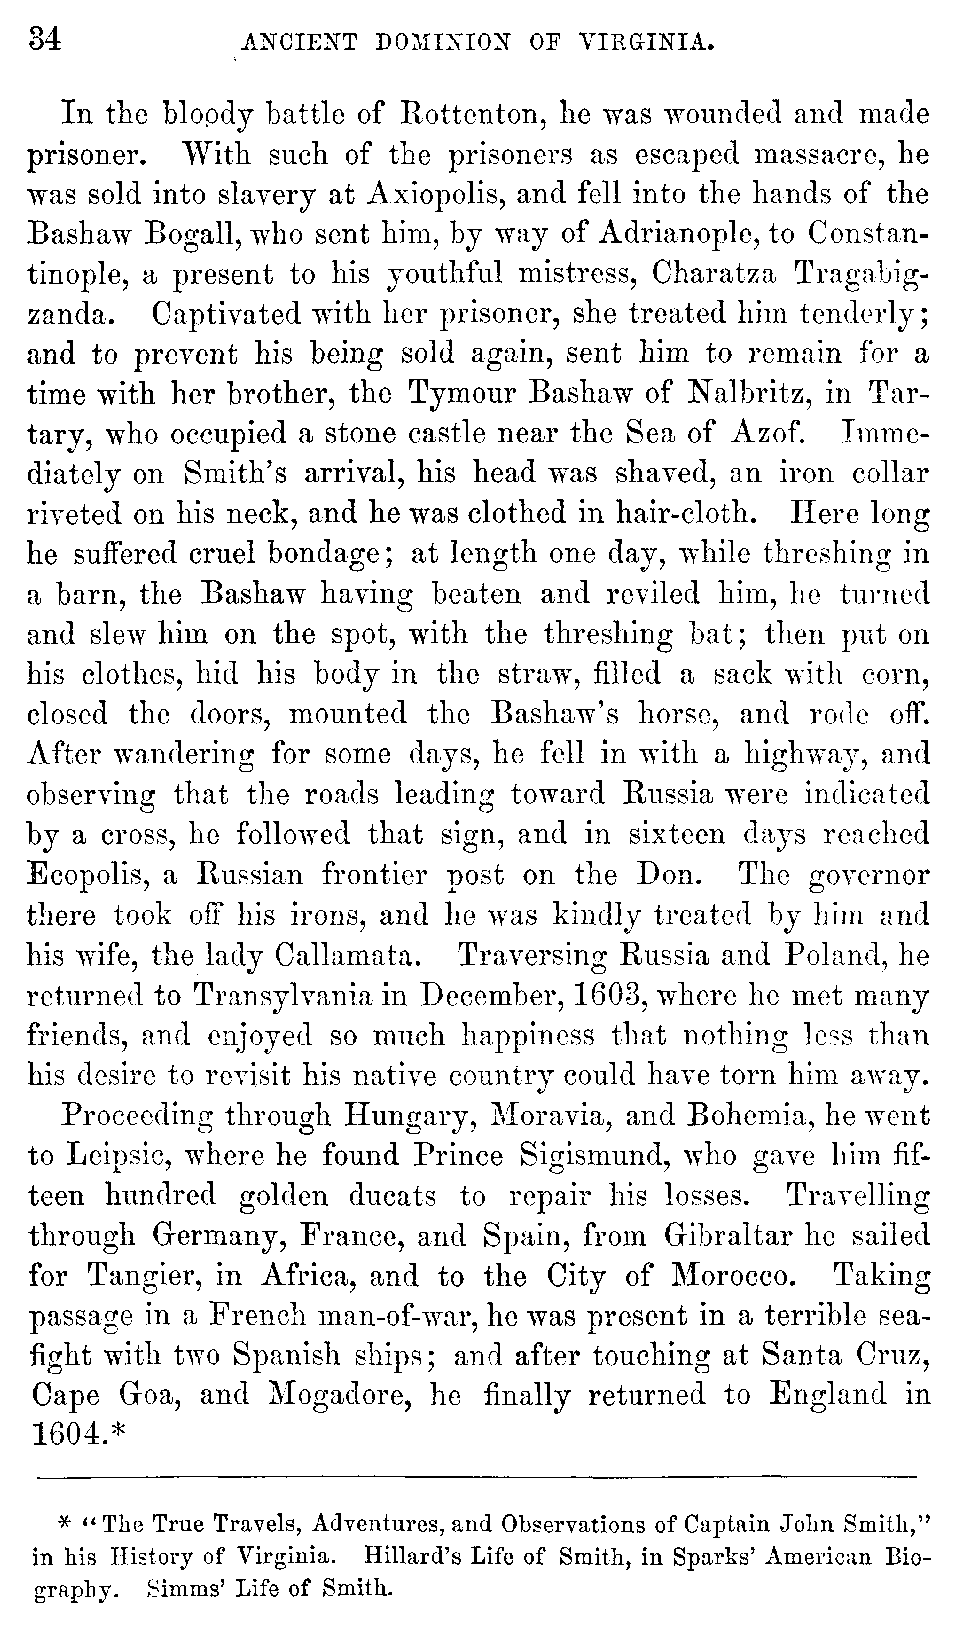 34 ANCIENT DOMINION OF VIRGINIA.
In the bloody battle of Rottenton, he was wounded and made
prisoner. With such of the prisoners as escaped massacre, he
was sold into slavery at Axiopolis, and fell into the hands of the
Bashaw Bogall, who sent him, by way of Adrianople, to Constan-
tinople, a present to his youthful mistress, Charatza Tragabig-
zanda. Captivated with her prisoner, she treated him tenderly;
and to prevent his being sold again, sent him to remain for a
time with her brother, the Tymour Bashaw of Nalbritz, in Tar-
tary, who occupied a stone castle near the Sea of Azof. Imme-
diately on Smith's arrival, his head was shaved, an iron collar
riveted on his neck, and he was clothed in hair-cloth. Here long
he suffered cruel bondage; at length one day, while threshing in
a barn, the Bashaw having beaten and reviled him, he turned
and slew him on the spot, with the threshing bat; then put on
his clothes, hid his body in the straw, filled a sack with corn,
closed the doors, mounted the Bashaw's horse, and rode off.
After wandering for some days, he fell in with a highway, and
observing that the roads leading toward Russia were indicated
by a cross, he followed that sign, and in sixteen days reached
Ecopolis, a Russian frontier post on the Don. The governor
there took off his irons, and he was kindly treated by him and
his wife, the lady Callamata. Traversing Russia and Poland, he
returned to Transylvania in December, 1603, where he met many
friends, and enjoyed so much happiness that nothing less than
his desire to revisit his native country could have torn him away.
Proceeding through Hungary, Moravia, and Bohemia, he went
to Leipsic, where he found Prince Sigismund, who gave him fif-
teen hundred golden ducats to repair his losses. Travelling
through Germany, France, and Spain, from Gibraltar he sailed
for Tangier, in Africa, and to the City of Morocco. Taking
passage in a French man-of-war, he was present in a terrible sea-
fight with two Spanish ships; and after touching at Santa Cruz,
Cape Goa, and Mogadore, he finally returned to England in
1604.*
* "The True Travels, Adventures, and Observations of Captain John Smith,"
in his History of Virginia. Hillard's Life of Smith, in Sparks' American Bio-
graphy. Simms' Life of Smith.